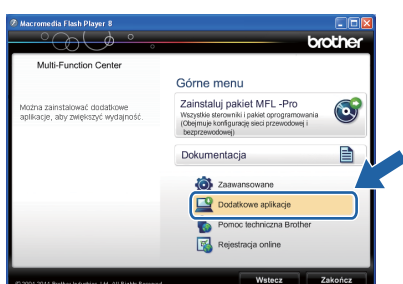 Macromedia Flash Player 8
brother
Multi-Function Center
Górne menu
Można zainstalować dodatkowe
aplikacje, aby zwiększyć wydajność.
Zainstaluj pakiet MFL -Pro
Wszystkie sterowniki i pakiet oprogramowania
(Obejmuje konfigurację sieci przewodowej i
bezprzewodowej)
Dokumentacja
Zaawansowane
Dodatkowe aplikacje
Pomoc techniczna Brother
Rejestracja online
Wstecz
Zakończ